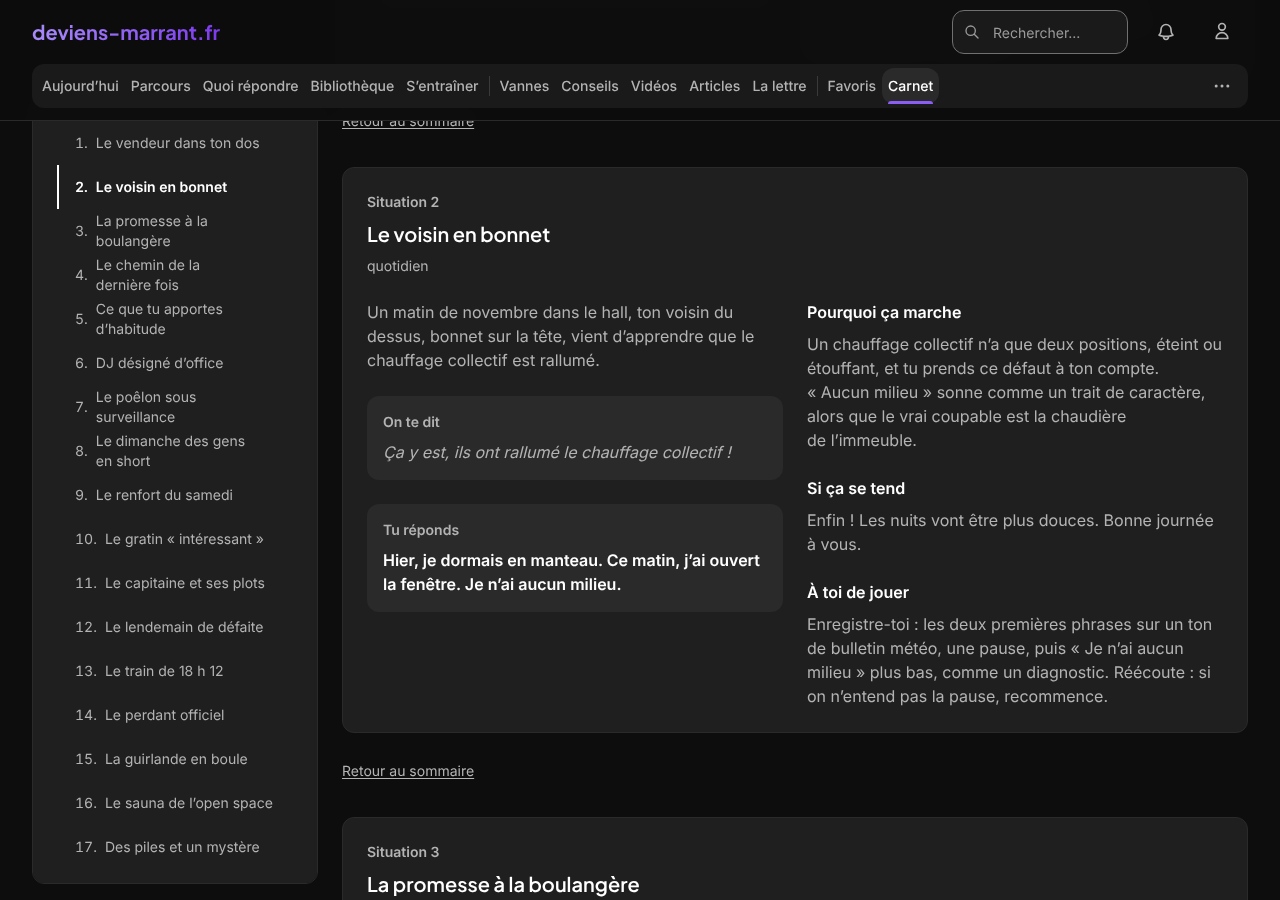 deviens-marrant.fr
Rechercher...
Aujourd’hui Parcours Quoi répondre Bibliothèque S’entraîner Vannes Conseils Vidéos Articles La lettre Favoris Carnet
1. Le vendeur dans ton dos
2. Le voisin en bonnet
3. La promesse à la
boulangère
4. Le chemin de la
dernière fois
5. Ce que tu apportes
d’habitude
6. DJ désigné d’office
7. Le poêlon sous
surveillance
8. Le dimanche des gens
en short
9. Le renfort du samedi
10. Le gratin « intéressant »
11. Le capitaine et ses plots
12. Le lendemain de défaite
13. Le train de 18 h 12
14. Le perdant officiel
15. La guirlande en boule
16. Le sauna de l’open space
17. Des piles et un mystère
Retour au sommaire
Situation 2
Le voisin en bonnet
quotidien
Un matin de novembre dans le hall, ton voisin du
dessus, bonnet sur la tête, vient d’apprendre que le
chauffage collectif est rallumé.
On te dit
Ça y est, ils ont rallumé le chauffage collectif !
Tu réponds
Hier, je dormais en manteau. Ce matin, j’ai ouvert
la fenêtre. Je n’ai aucun milieu.
Pourquoi ça marche
Un chauffage collectif n’a que deux positions, éteint ou
étouffant, et tu prends ce défaut à ton compte.
« Aucun milieu » sonne comme un trait de caractère,
alors que le vrai coupable est la chaudière
de l’immeuble.
Si ça se tend
Enfin ! Les nuits vont être plus douces. Bonne journée
à vous.
À toi de jouer
Enregistre-toi : les deux premières phrases sur un ton
de bulletin météo, une pause, puis « Je n’ai aucun
milieu » plus bas, comme un diagnostic. Réécoute : si
on n’entend pas la pause, recommence.
Retour au sommaire
Situation 3
La promesse à la boulangère